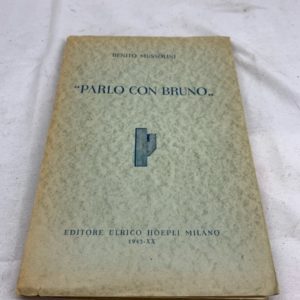 BENITO MUSSOLINI
"PARLO CON BRUNO„
EDITORE ULRICO HOEPLI MILANO
1942-XX